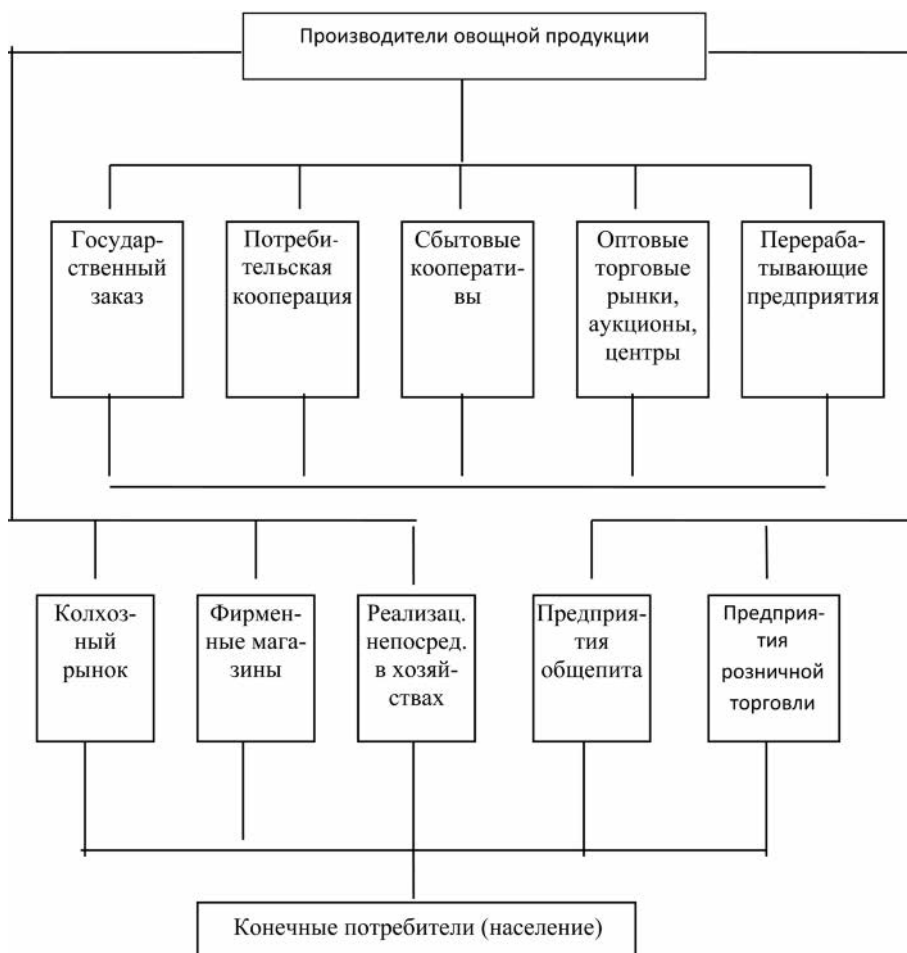 Производители овощной продукции
Государ-
ственный
заказ
Потреби-
тельская
кооперация
Сбытовые
кооперати-
вы
Оптовые
торговые
рынки,
аукционы,
центры
Перераба-
тывающие
предприятия
Колхоз-
ный
рынок
Фирмен-
ные мага-
зины
Реализац.
непосред.
в хозяй-
ствах
Предприя-
тия
общепита
Предприя-
тия
розничной
торговли
Конечные потребители (население)